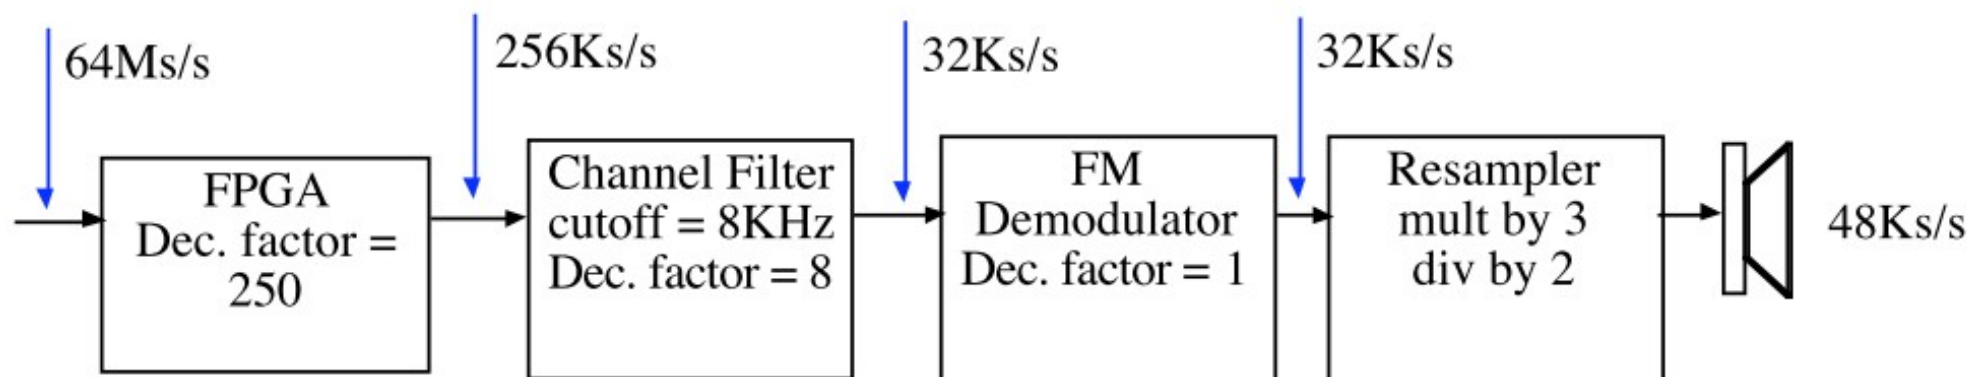 64Ms/s
256Ks/s
32Ks/s
32Ks/s
FPGA
Dec. factor =
250
Channel Filter
cutoff = 8KHz
Dec. factor = 8
FM
Demodulator
Dec. factor = 1
Resampler
mult by 3
div by 2
48Ks/s